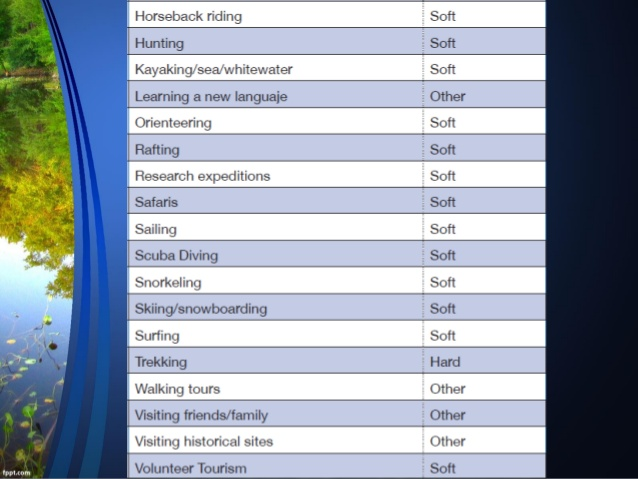 Horseback riding Soft
Hunting Soft
Kayaking/sea/whitewater Soft
Learning a new languaje Other
Orienteering Soft
Rafting Soft
Research expeditions Soft
Safaris Soft
Sailing Soft
Scuba Diving Soft
Snorkeling Soft
Skiing/snowboarding Soft
Surfing Soft
Trekking Hard
Walking tours Other
Visiting friends/family Other
Visiting historical sites Other
Volunteer Tourism Soft
fppt.com